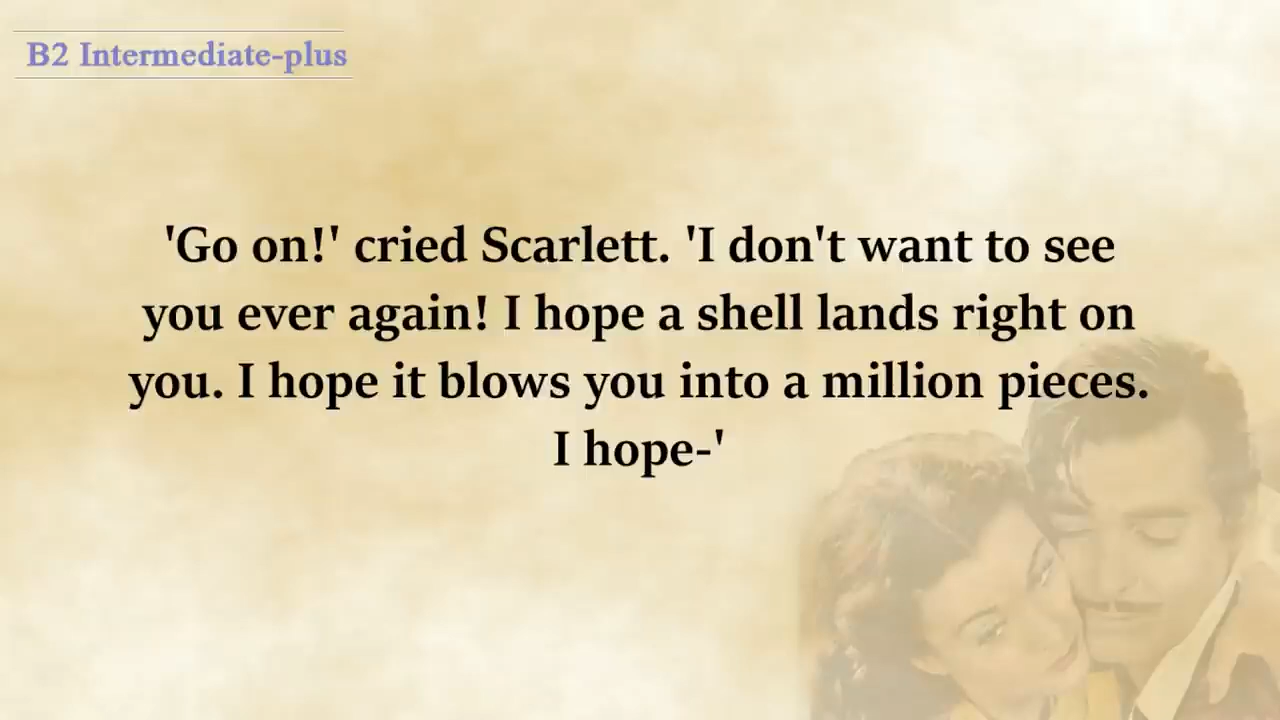 B2 Intermediate-plus
'Go on!' cried Scarlett. 'I don't want to see
you ever again! I hope a shell lands right on
you. I hope it blows you into a million pieces.
I hope-'